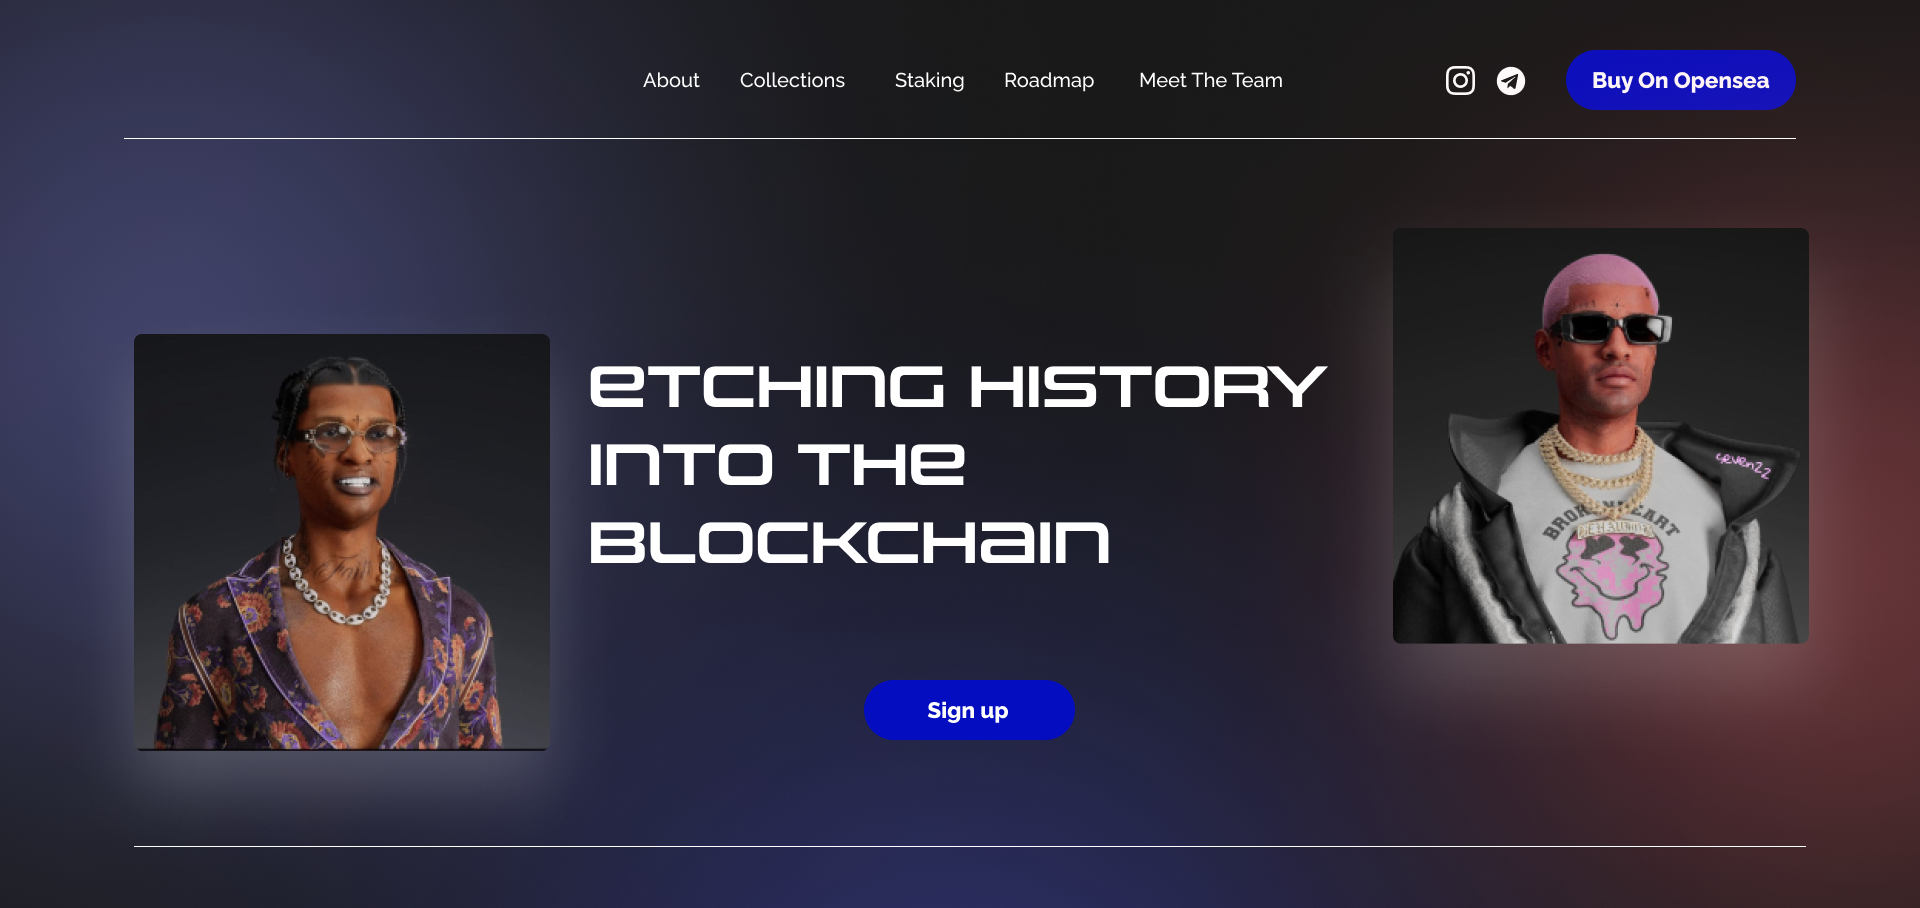 About
Collections
Staking
Roadmap
Meet The Team
Buy On Opensea
eTCHING HISTORY
INTO THe
BLOCKCHaIN
Sign up